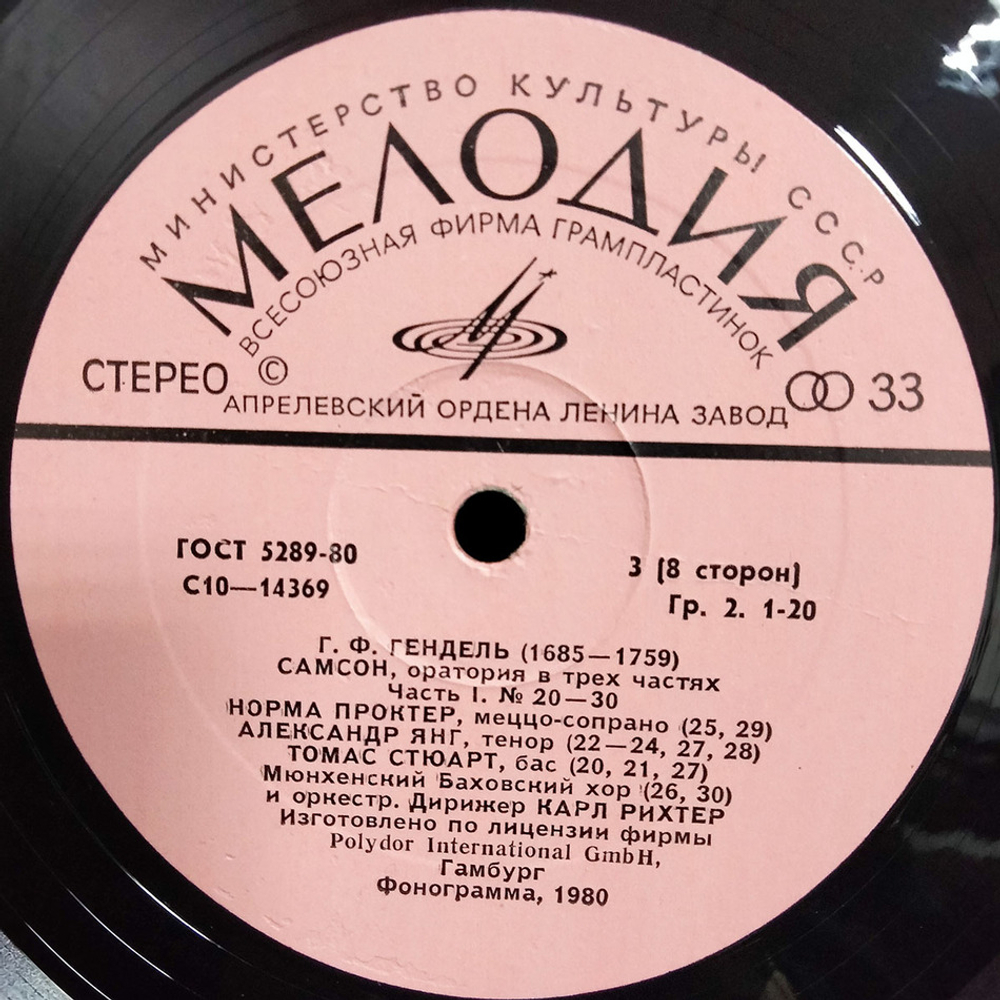 МИНИСТЕРСТВО КУЛЬТУРЫ СССР
МЕЛОДИЯ
ВСЕСОЮЗНАЯ ФИРМА ГРАМПЛАСТИНОК
СТЕРЕО
©
33
АПРЕЛЕВСКИЙ ОРДЕНА ЛЕНИНА ЗАВОД
ГОСТ 5289-80
С10—14369
3 (8 сторон)
Гр. 2. 1-20
Г. Ф. ГЕНДЕЛЬ (1685—1759)
САМСОН, оратория в трех частях
Часть I. № 20—30
НОРМА ПРОКТЕР, меццо-сопрано (25, 29)
АЛЕКСАНДР ЯНГ, тенор (22—24, 27, 28)
ТОМАС СТЮАРТ, бас (20, 21, 27)
Мюнхенский Баховский хор (26, 30)
и оркестр. Дирижер КАРЛ РИХТЕР
Изготовлено по лицензии фирмы
Polydor International GmbH,
Гамбург
Фонограмма, 1980